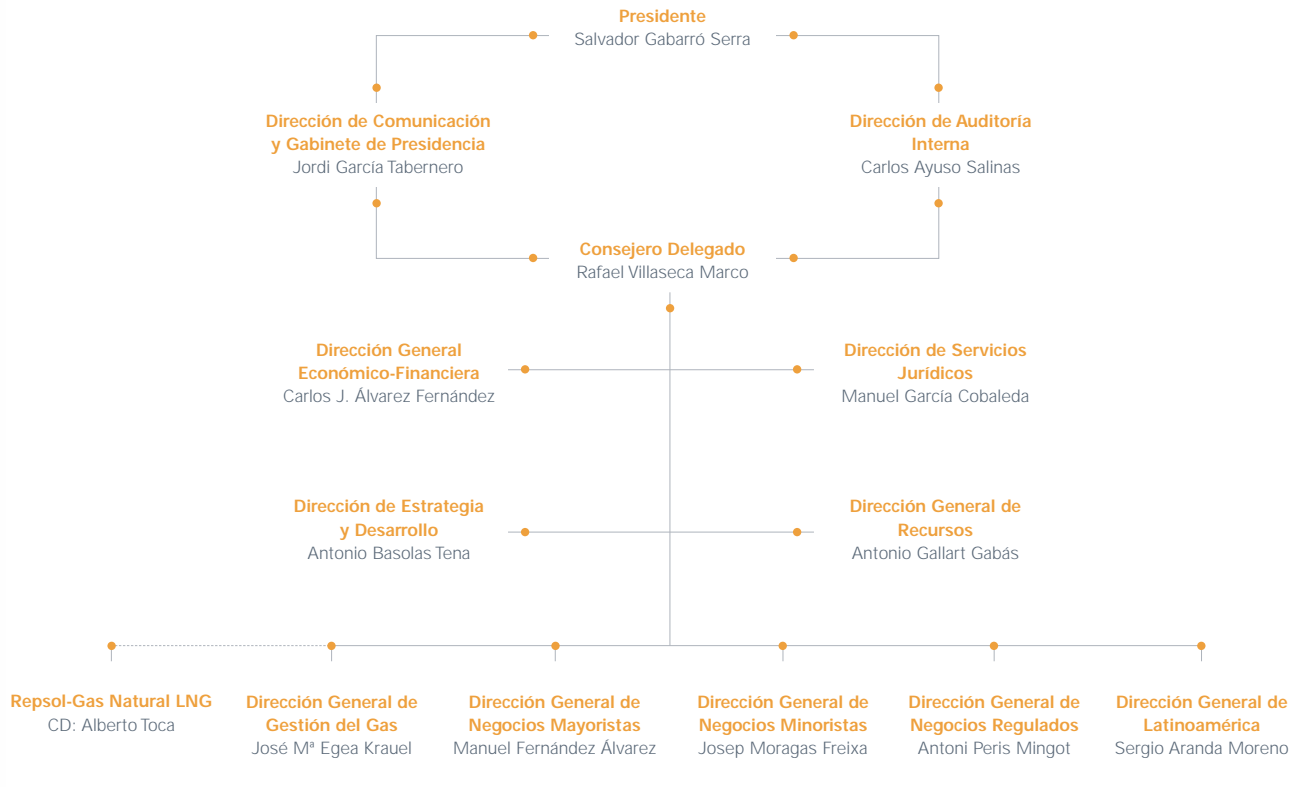 Presidente
Salvador Gabarró Serra
Dirección de Comunicación
y Gabinete de Presidencia
Jordi García Tabernero
Dirección de Auditoría
Interna
Carlos Ayuso Salinas
Consejero Delegado
Rafael Villaseca Marco
Dirección General
Económico-Financiera
Carlos J. Álvarez Fernández
Dirección de Servicios
Jurídicos
Manuel García Cobaleda
Dirección de Estrategia
y Desarrollo
Antonio Basolas Tena
Dirección General de
Recursos
Antonio Gallart Gabás
Repsol-Gas Natural LNG
CD: Alberto Toca
Dirección General de
Gestión del Gas
José Mª Egea Krauel
Dirección General de
Negocios Mayoristas
Manuel Fernández Álvarez
Dirección General de
Negocios Minoristas
Josep Moragas Freixa
Dirección General de
Negocios Regulados
Antoni Peris Mingot
Dirección General de
Latinoamérica
Sergio Aranda Moreno